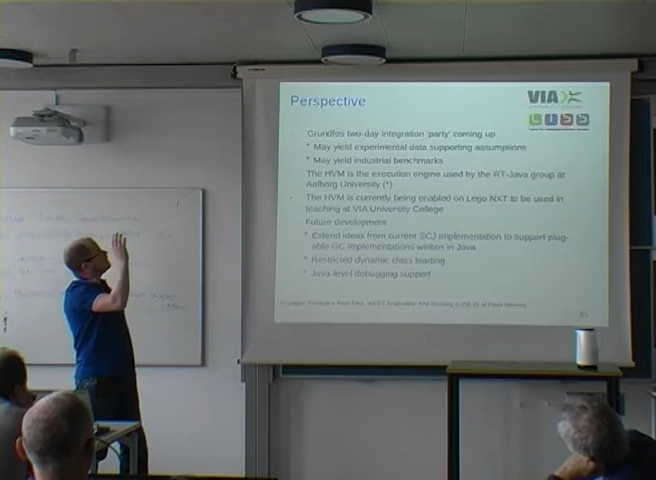 Perspective
VIA
Grundfos two-day integration 'party' coming up
* May yield experimental data supporting assumptions
* May yield industrial benchmarks
The HVM is the execution engine used by the RT-Java group at
Aalborg University (*)
The HVM is currently being enabled on Lego NXT to be used in
teaching at VIA University College
Future development
* Extend ideas from current SCJ implementation to support plug-
able GC implementations written in Java
* Restricted dynamic class loading
* Java-level debugging support